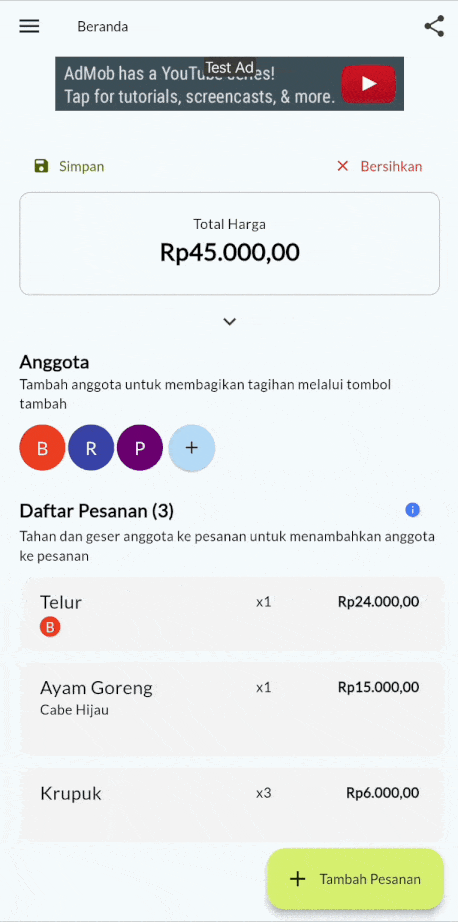 Beranda
Test Ad
AdMob has a YouTube series!
Tap for tutorials, screencasts, & more.
Simpan
Bersihkan
Total Harga
Rp45.000,00
Anggota
Tambah anggota untuk membagikan tagihan melalui tombol
tambah
B R P +
Daftar Pesanan (3)
i
Tahan dan geser anggota ke pesanan untuk menambahkan anggota
ke pesanan
Telur x1 Rp24.000,00
B
Ayam Goreng x1 Rp15.000,00
Cabe Hijau
Krupuk x3 Rp6.000,00
+ Tambah Pesanan